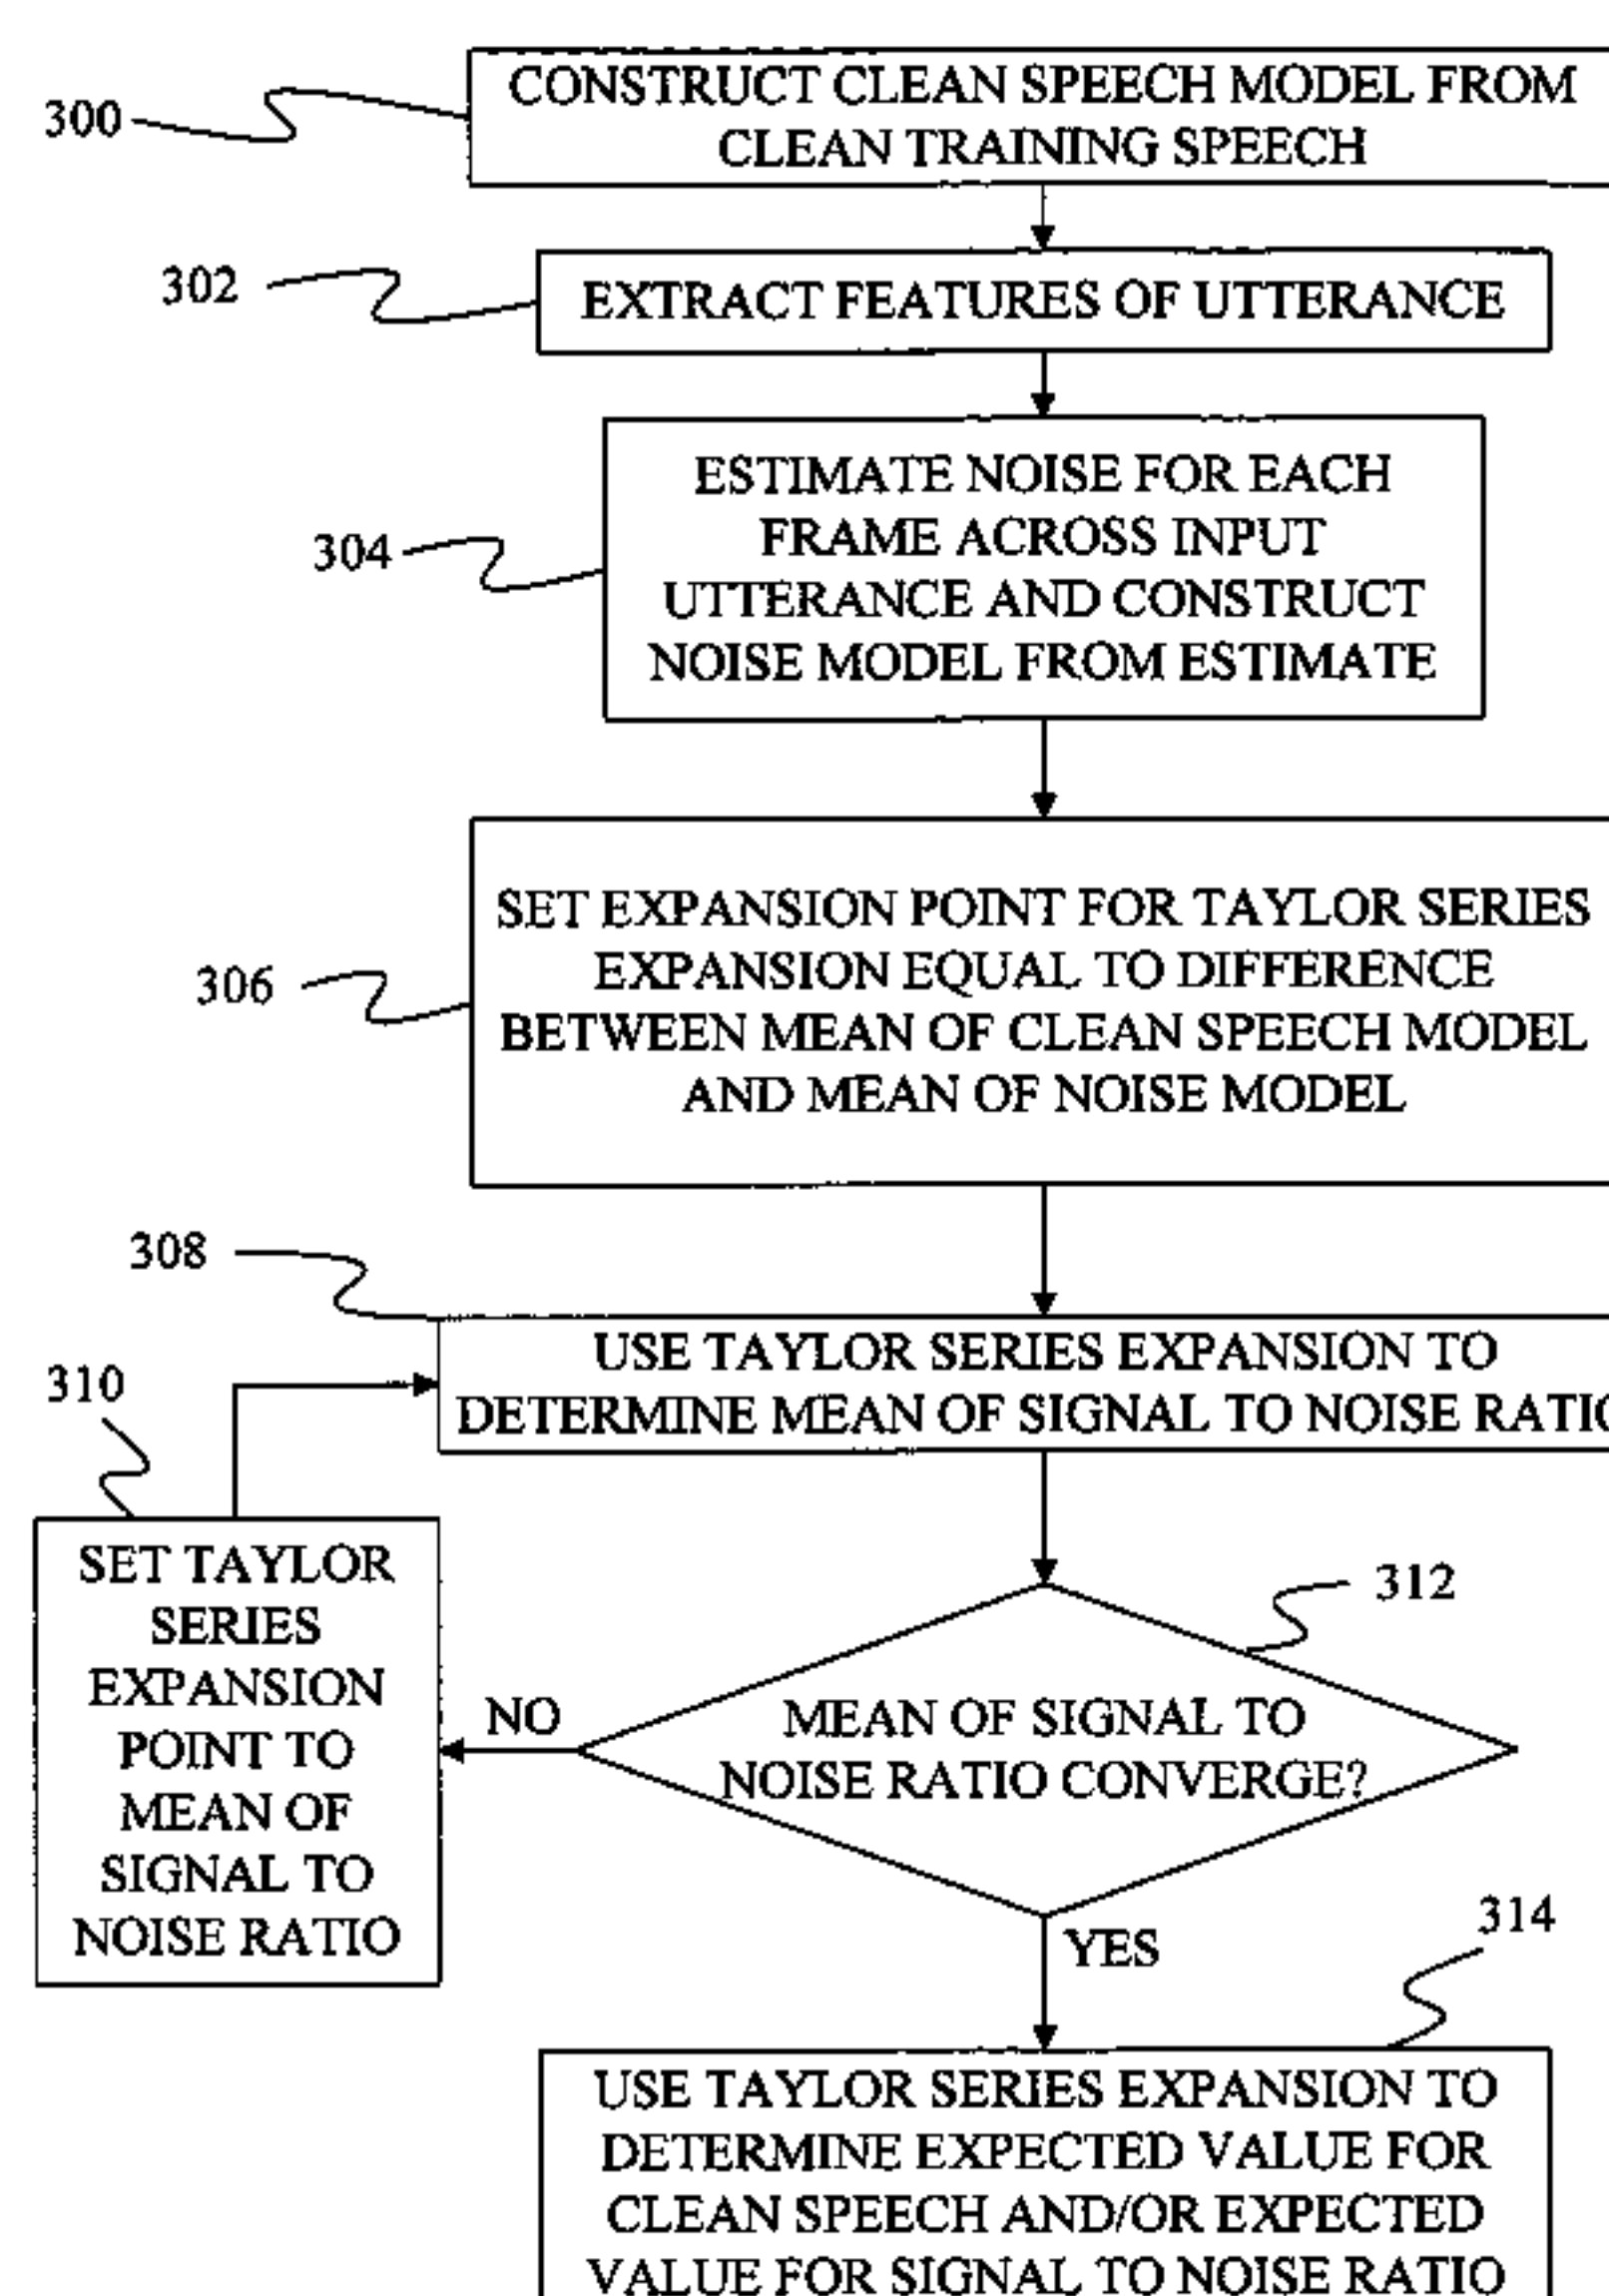 300
CONSTRUCT CLEAN SPEECH MODEL FROM
CLEAN TRAINING SPEECH
302
EXTRACT FEATURES OF UTTERANCE
304
ESTIMATE NOISE FOR EACH
FRAME ACROSS INPUT
UTTERANCE AND CONSTRUCT
NOISE MODEL FROM ESTIMATE
306
SET EXPANSION POINT FOR TAYLOR SERIES
EXPANSION EQUAL TO DIFFERENCE
BETWEEN MEAN OF CLEAN SPEECH MODEL
AND MEAN OF NOISE MODEL
308
USE TAYLOR SERIES EXPANSION TO
DETERMINE MEAN OF SIGNAL TO NOISE RATIO
310
SET TAYLOR
SERIES
EXPANSION
POINT TO
MEAN OF
SIGNAL TO
NOISE RATIO
NO
312
MEAN OF SIGNAL TO
NOISE RATIO CONVERGE?
YES
314
USE TAYLOR SERIES EXPANSION TO
DETERMINE EXPECTED VALUE FOR
CLEAN SPEECH AND/OR EXPECTED
VALUE FOR SIGNAL TO NOISE RATIO